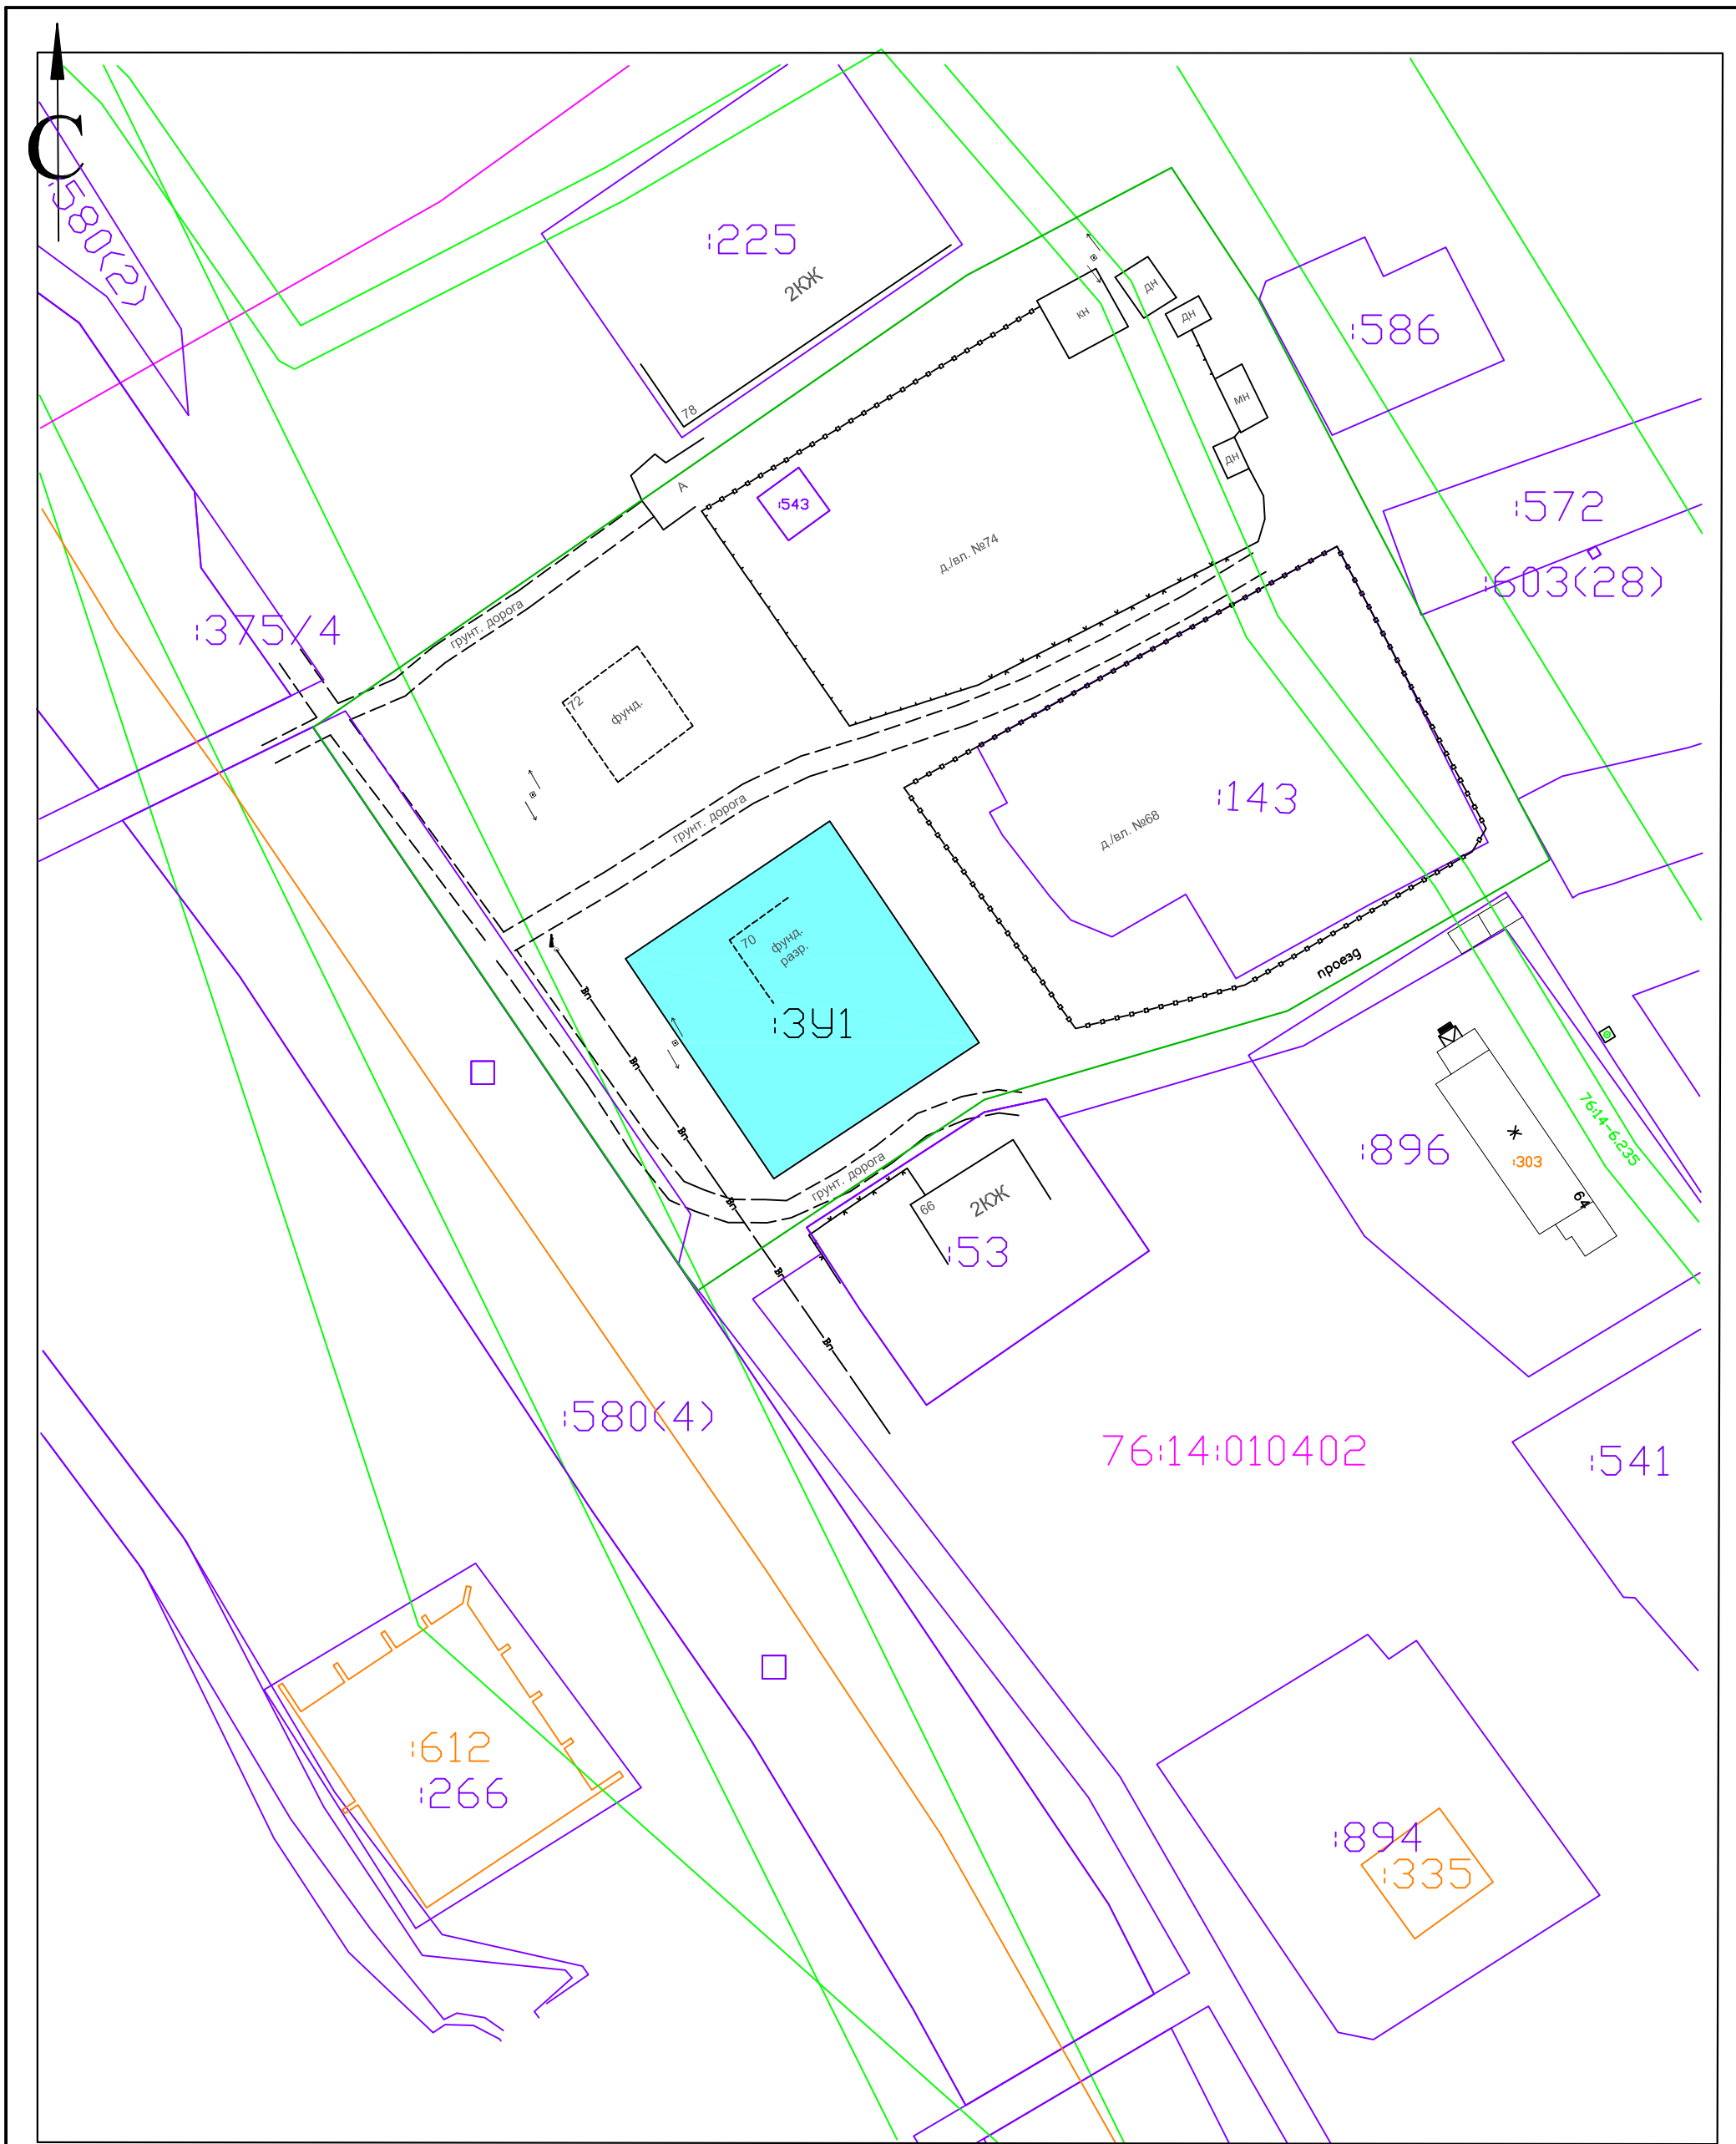 С
:580(2)
:225
2КЖ
78
кн
дн
дн
мн
дн
:586
:572
:603(28)
А
:543
д./вл. №74
грунт. дорога
:375/4
72
фунд.
грунт. дорога
:143
д./вл. №68
70
фунд.
разр.
:ЗУ1
проезд
Вл
Вл
Вл
Вл
Вл
Вл
грунт. дорога
66
2КЖ
:53
:896
Ж
:303
64
76:14-6.235
:580(4)
76:14:010402
:541
:612
:266
:894
:335